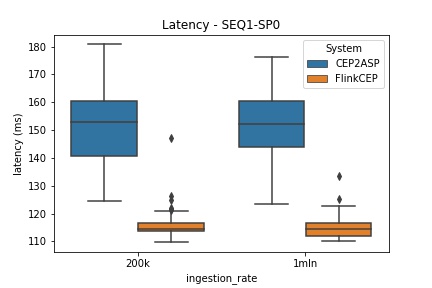 Latency - SEQ1-SP0
System
CEP2ASP
FlinkCEP
latency (ms)
180
170
160
150
140
130
120
110
200k
1mln
ingestion_rate